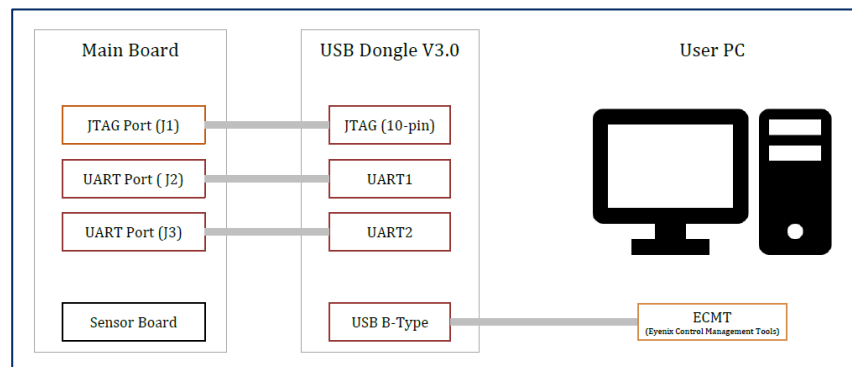 Main Board
USB Dongle V3.0
User PC
JTAG Port (J1)
JTAG (10-pin)
UART Port ( J2)
UART1
UART Port (J3)
UART2
Sensor Board
USB B-Type
ECMT
(Eyenix Control Management Tools)